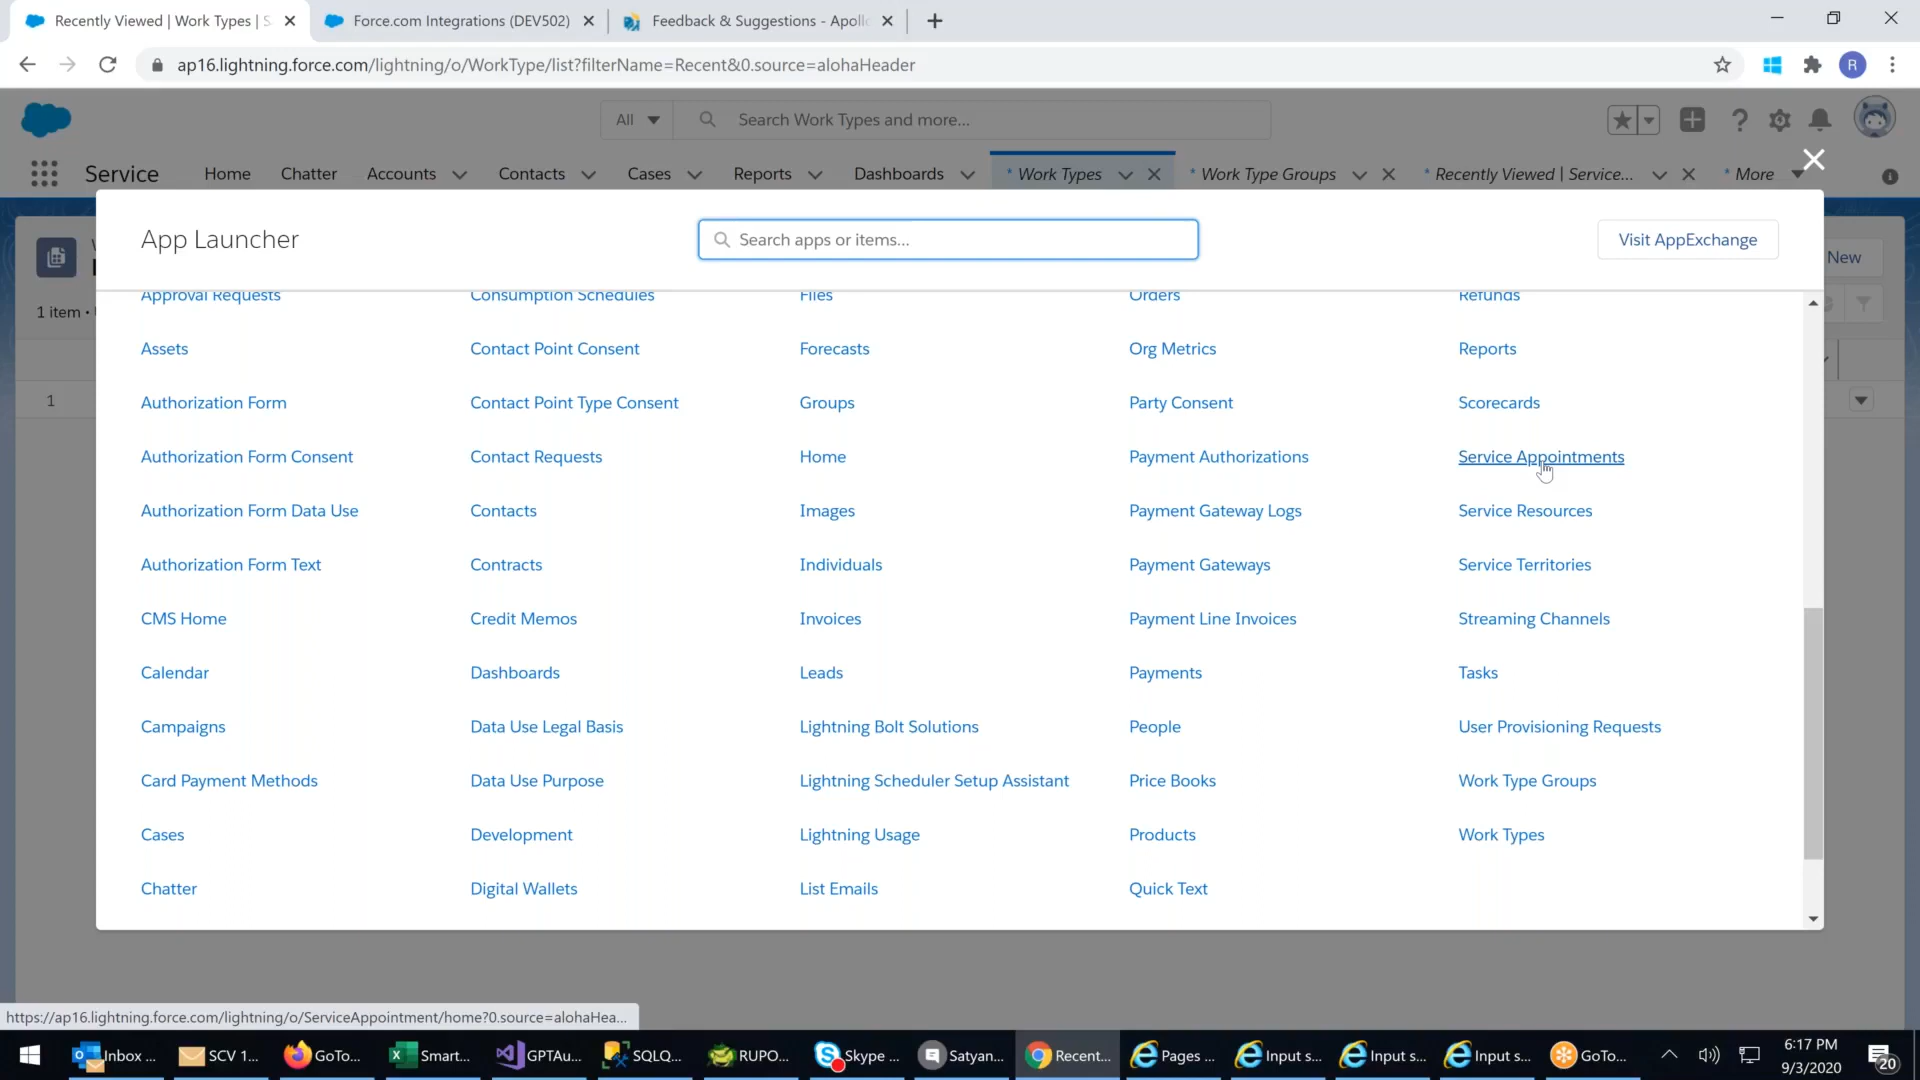 Recently Viewed | Work Types | S
Force.com Integrations (DEV502)
Feedback & Suggestions - Apollo
ap16.lightning.force.com/lightning/o/WorkType/list?filterName=Recent&0.source=alohaHeader
R
All
Search Work Types and more...
Service
Home
Chatter
Accounts
Contacts
Cases
Reports
Dashboards
* Work Types
* Work Type Groups
* Recently Viewed | Service...
* More
App Launcher
Search apps or items...
Visit AppExchange
New
1 item •
1
Approval Requests
Consumption Schedules
Files
Orders
Refunds
Assets
Contact Point Consent
Forecasts
Org Metrics
Reports
Authorization Form
Contact Point Type Consent
Groups
Party Consent
Scorecards
Authorization Form Consent
Contact Requests
Home
Payment Authorizations
Service Appointments
Authorization Form Data Use
Contacts
Images
Payment Gateway Logs
Service Resources
Authorization Form Text
Contracts
Individuals
Payment Gateways
Service Territories
CMS Home
Credit Memos
Invoices
Payment Line Invoices
Streaming Channels
Calendar
Dashboards
Leads
Payments
Tasks
Campaigns
Data Use Legal Basis
Lightning Bolt Solutions
People
User Provisioning Requests
Card Payment Methods
Data Use Purpose
Lightning Scheduler Setup Assistant
Price Books
Work Type Groups
Cases
Development
Lightning Usage
Products
Work Types
Chatter
Digital Wallets
List Emails
Quick Text
https://ap16.lightning.force.com/lightning/o/ServiceAppointment/home?0.source=alohaHea...
Inbox ...
SCV 1...
GoTo...
Smart...
GPTAu...
SQLQ...
RUPO...
Skype ...
Satyan...
Recent...
Pages ...
Input s...
Input s...
Input s...
GoTo...
6:17 PM
9/3/2020
20